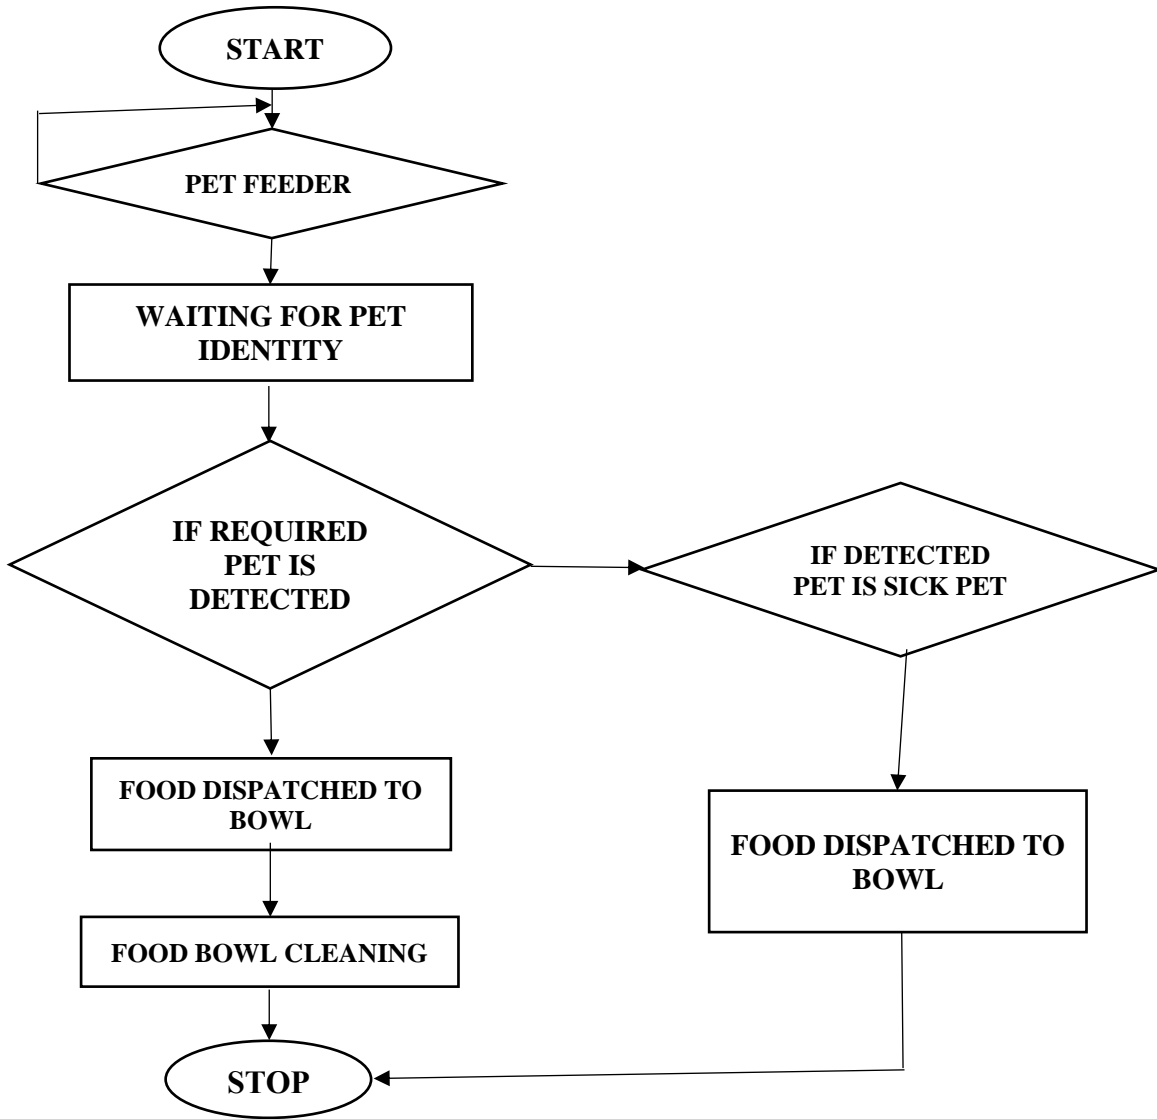 START
PET FEEDER
WAITING FOR PET
IDENTITY
IF REQUIRED
PET IS
DETECTED
IF DETECTED
PET IS SICK PET
FOOD DISPATCHED TO
BOWL
FOOD DISPATCHED TO
BOWL
FOOD BOWL CLEANING
STOP